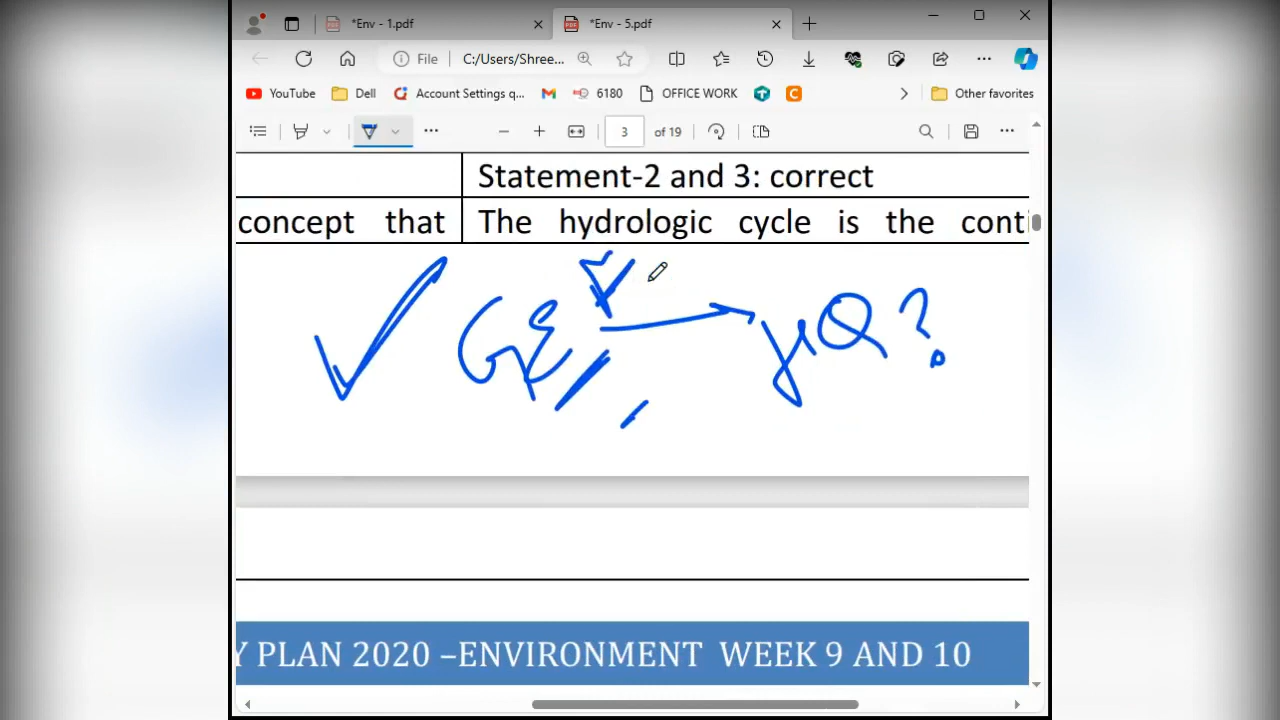 *Env - 1.pdf
*Env - 5.pdf
File
C:/Users/Shree...
YouTube
Dell
Account Settings q...
6180
OFFICE WORK
Other favorites
3
of 19
Statement-2 and 3: correct
concept that
The hydrologic cycle is the conti
GE
Q ?
Y PLAN 2020 –ENVIRONMENT WEEK 9 AND 10